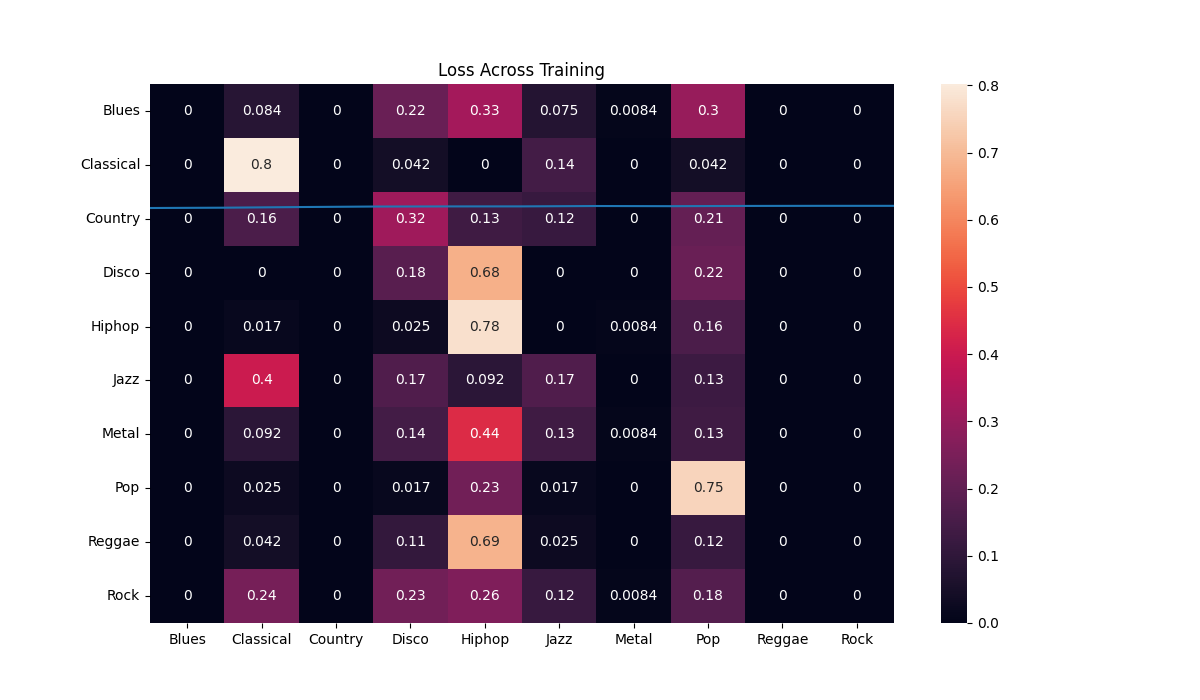 Loss Across Training
Blues 0 0.084 0 0.22 0.33 0.075 0.0084 0.3 0 0
Classical 0 0.8 0 0.042 0 0.14 0 0.042 0 0
Country 0 0.16 0 0.32 0.13 0.12 0 0.21 0 0
Disco 0 0 0 0.18 0.68 0 0 0.22 0 0
Hiphop 0 0.017 0 0.025 0.78 0 0.0084 0.16 0 0
Jazz 0 0.4 0 0.17 0.092 0.17 0 0.13 0 0
Metal 0 0.092 0 0.14 0.44 0.13 0.0084 0.13 0 0
Pop 0 0.025 0 0.017 0.23 0.017 0 0.75 0 0
Reggae 0 0.042 0 0.11 0.69 0.025 0 0.12 0 0
Rock 0 0.24 0 0.23 0.26 0.12 0.0084 0.18 0 0
Blues Classical Country Disco Hiphop Jazz Metal Pop Reggae Rock
0.8
0.7
0.6
0.5
0.4
0.3
0.2
0.1
0.0